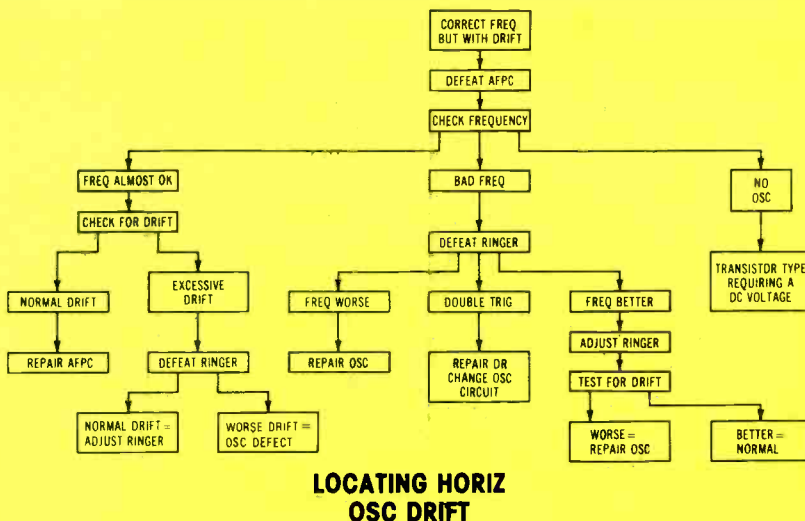 CORRECT FREQ
BUT WITH DRIFT
DEFEAT AFPC
CHECK FREQUENCY
FREQ ALMOST OK
BAD FREQ
NO
OSC
CHECK FOR DRIFT
DEFEAT RINGER
TRANSISTOR TYPE
REQUIRING A
DC VOLTAGE
NORMAL DRIFT
EXCESSIVE
DRIFT
FREQ WORSE
DOUBLE TRIG
FREQ BETTER
REPAIR AFPC
DEFEAT RINGER
REPAIR OSC
REPAIR OR
CHANGE OSC
CIRCUIT
ADJUST RINGER
TEST FOR DRIFT
NORMAL DRIFT =
ADJUST RINGER
WORSE DRIFT =
OSC DEFECT
WORSE =
REPAIR OSC
BETTER =
NORMAL
LOCATING HORIZ
OSC DRIFT